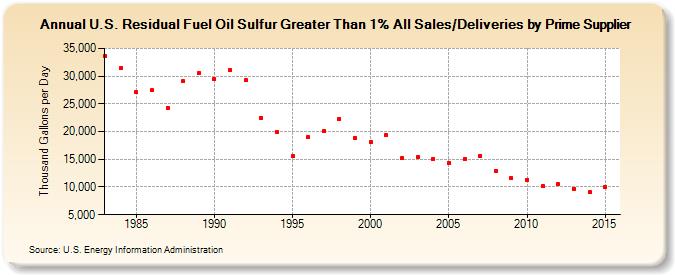 Annual U.S. Residual Fuel Oil Sulfur Greater Than 1% All Sales/Deliveries by Prime Supplier
Thousand Gallons per Day
35,000
30,000
25,000
20,000
15,000
10,000
5,000
1985 1990 1995 2000 2005 2010 2015
Source: U.S. Energy Information Administration